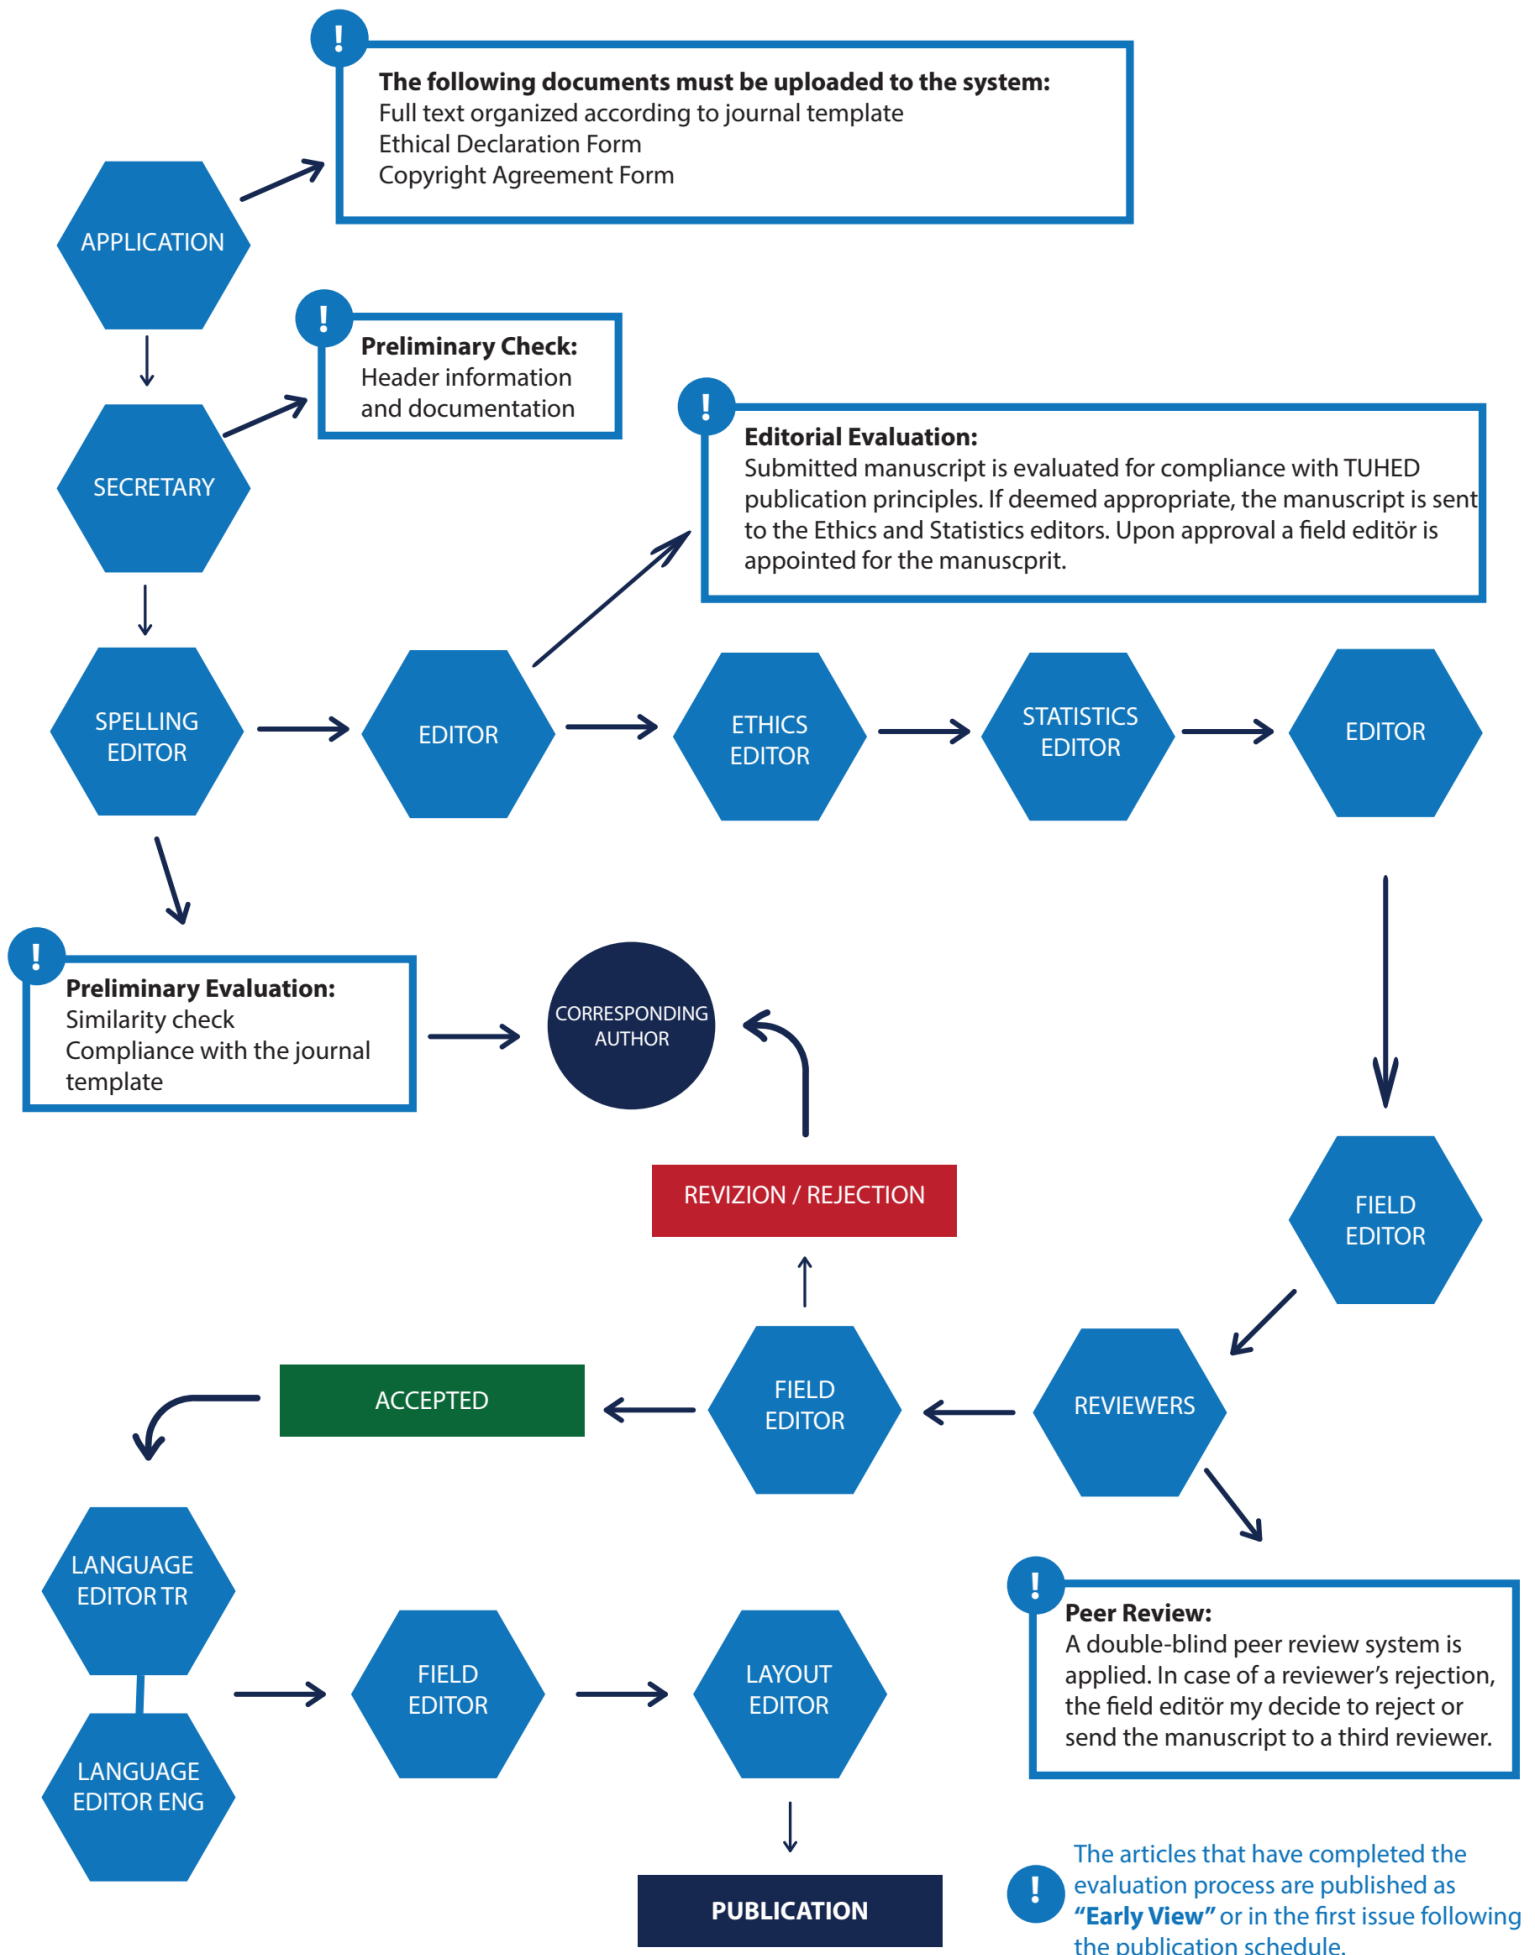 !
The following documents must be uploaded to the system:
Full text organized according to journal template
Ethical Declaration Form
Copyright Agreement Form
APPLICATION
!
Preliminary Check:
Header information
and documentation
SECRETARY
!
Editorial Evaluation:
Submitted manuscript is evaluated for compliance with TUHED
publication principles. If deemed appropriate, the manuscript is sent
to the Ethics and Statistics editors. Upon approval a field editör is
appointed for the manuscprit.
SPELLING
EDITOR
EDITOR
ETHICS
EDITOR
STATISTICS
EDITOR
EDITOR
!
Preliminary Evaluation:
Similarity check
Compliance with the journal
template
CORRESPONDING
AUTHOR
REVIZION / REJECTION
FIELD
EDITOR
ACCEPTED
FIELD
EDITOR
REVIEWERS
LANGUAGE
EDITOR TR
LANGUAGE
EDITOR ENG
FIELD
EDITOR
LAYOUT
EDITOR
!
Peer Review:
A double-blind peer review system is
applied. In case of a reviewer's rejection,
the field editör my decide to reject or
send the manuscript to a third reviewer.
PUBLICATION
!
The articles that have completed the
evaluation process are published as
“Early View” or in the first issue following
the publication schedule.